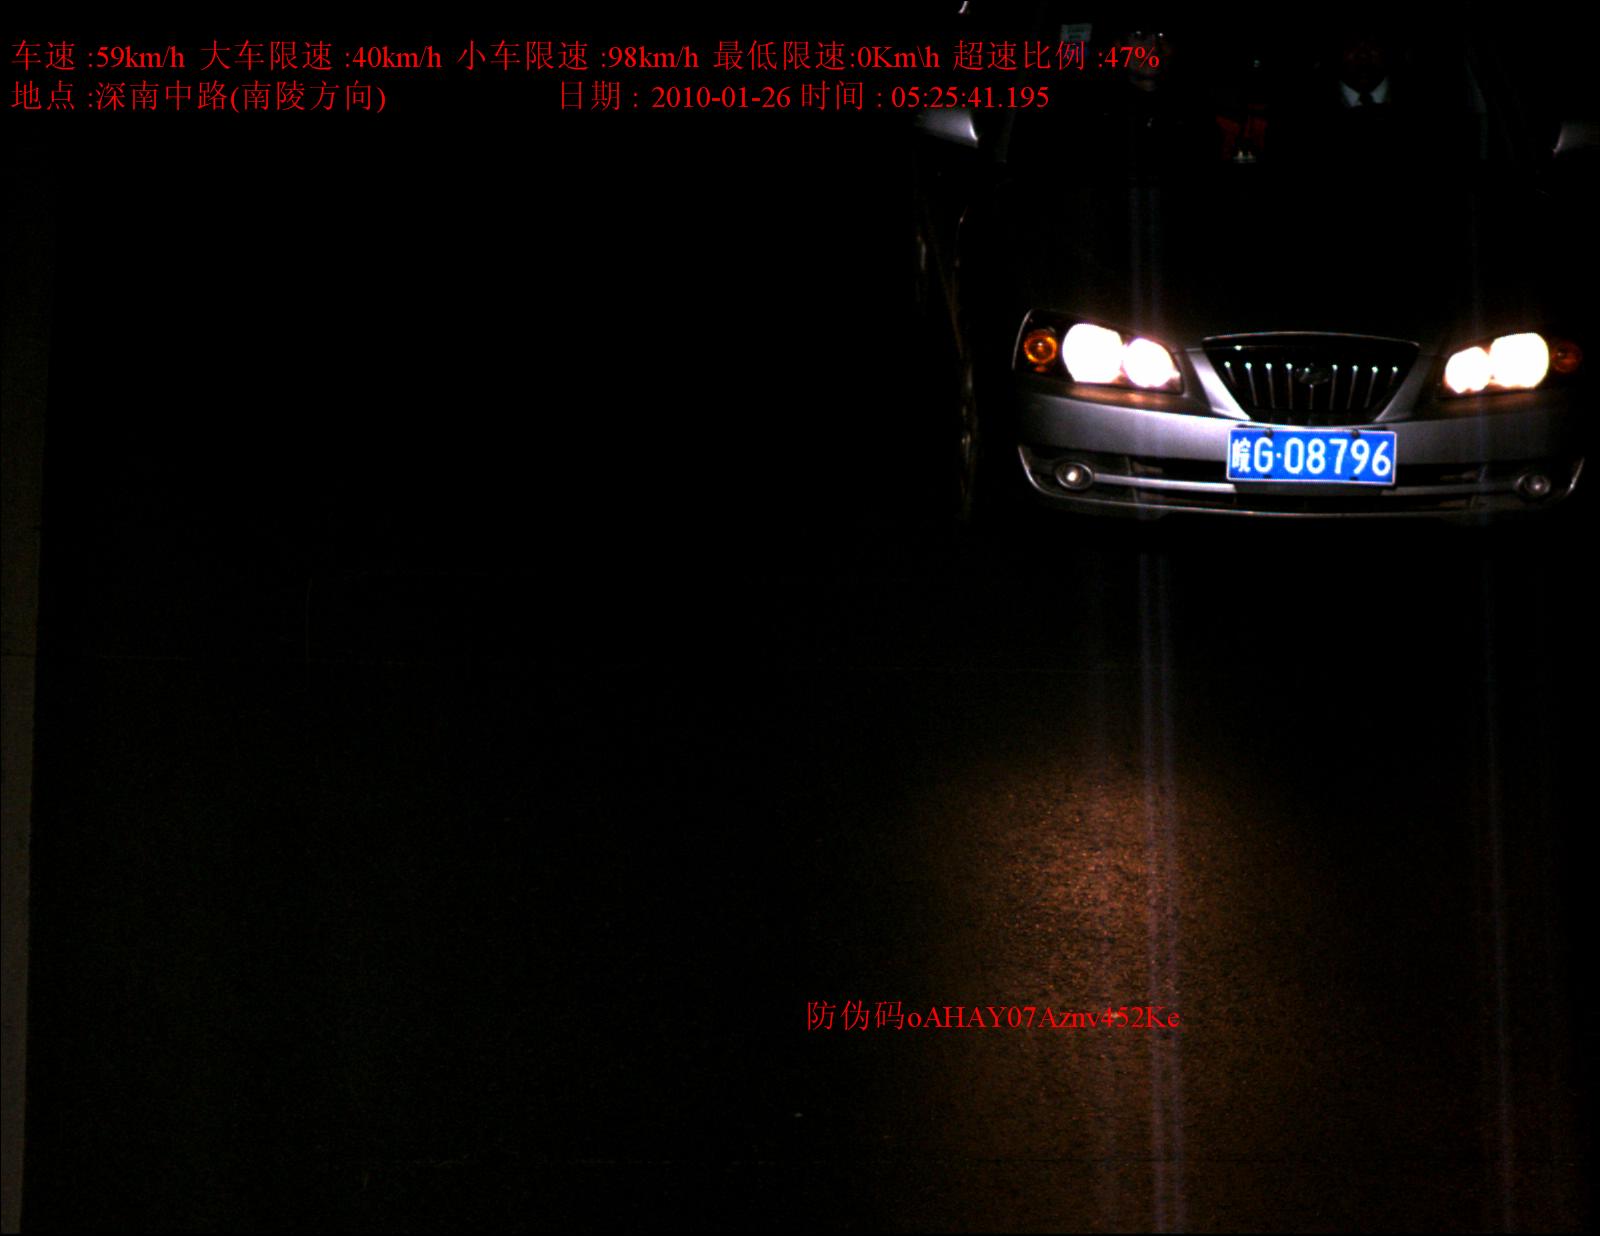 车速 :59km/h 大车限速 :40km/h 小车限速 :98km/h 最低限速:0Km\h 超速比例 :47%
地点 :深南中路(南陵方向) 日期 : 2010-01-26 时间 : 05:25:41.195
皖G·08796
防伪码oAHAY07Aznv452Ke